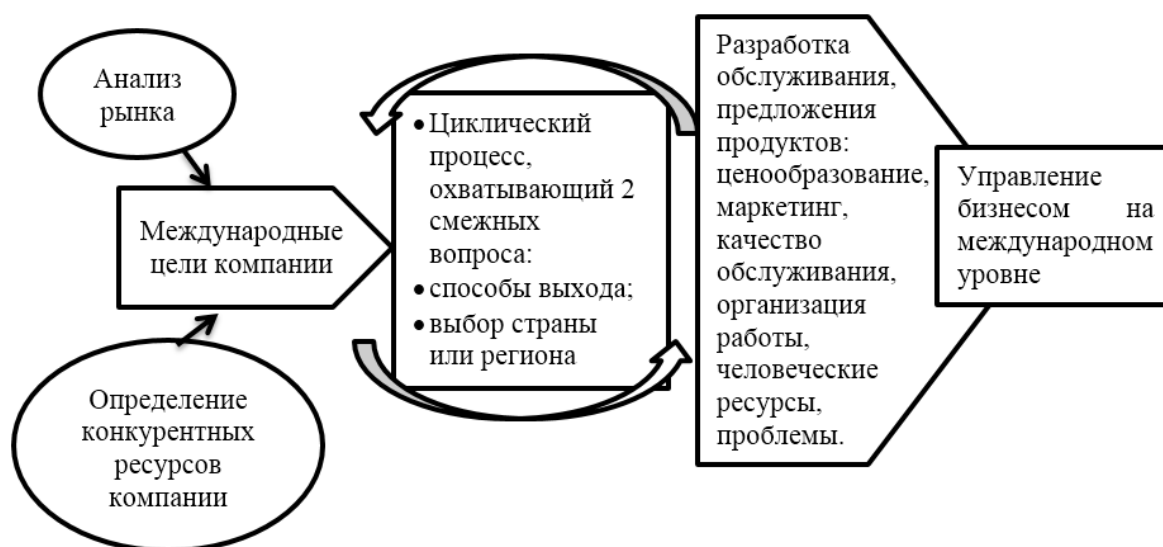 Анализ
рынка
Международные
цели компании
Определение
конкурентных
ресурсов
компании
• Циклический
процесс,
охватывающий 2
смежных
вопроса:
• способы выхода;
• выбор страны
или региона
Разработка
обслуживания,
предложения
продуктов:
ценообразование,
маркетинг,
качество
обслуживания,
организация
работы,
человеческие
ресурсы,
проблемы.
Управление
бизнесом на
международном
уровне